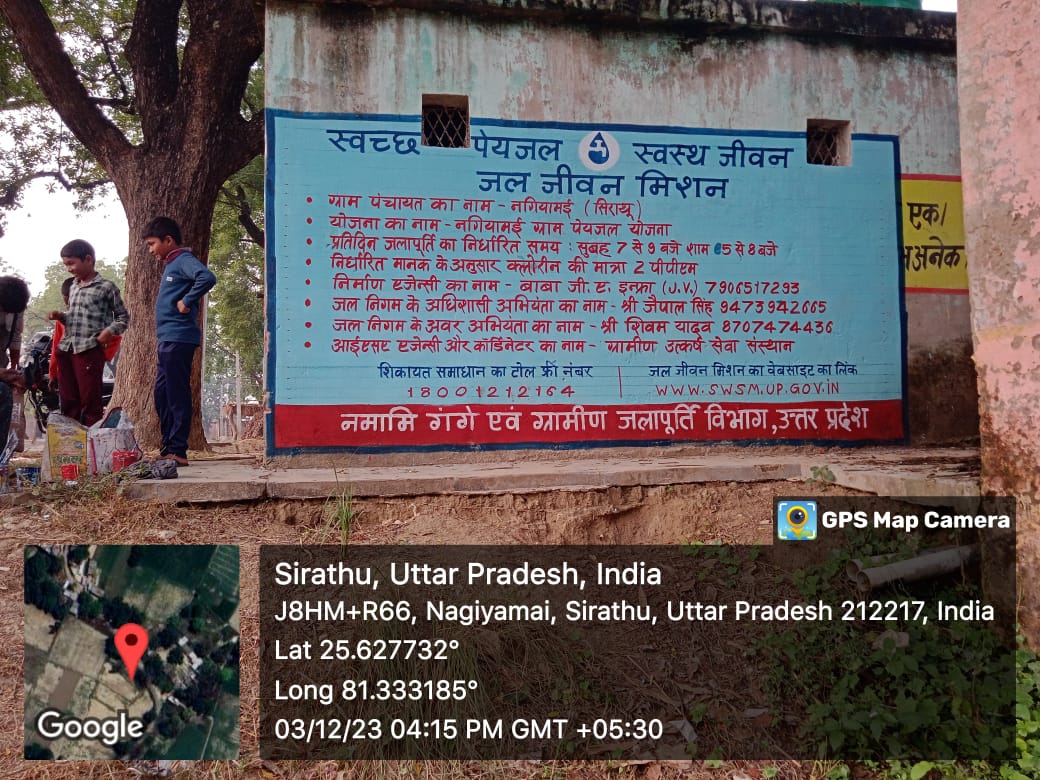 स्वच्छ पेयजल स्वस्थ जीवन
जल जीवन मिशन
• ग्राम पंचायत का नाम - नगियामई (सिराथू)
• योजना का नाम - नगियामई ग्राम पेयजल योजना
• प्रतिदिन जलापूर्ति का निर्धारित समय : सुबह 7 से 9 बजे शाम 05 से 8 बजे
• निर्धारित मानक के अनुसार क्लोरीन की मात्रा 2 पीपीएम
• निर्माण एजेन्सी का नाम - बाबा जी. ए. इन्फ्रा (J.V.) 7906517293
• जल निगम के अधिशासी अभियंता का नाम - श्री जैपाल सिंह 9473942665
• जल निगम के अवर अभियंता का नाम - श्री शिवम यादव 8707474436
• आईएसए एजेन्सी और कॉर्डिनेटर का नाम - ग्रामीण उत्कर्ष सेवा संस्थान
शिकायत समाधान का टोल फ्री नंबर
18001212164
जल जीवन मिशन का वेबसाइट का लिंक
WWW.SWSM.UP.GOV.IN
नमामि गंगे एवं ग्रामीण जलापूर्ति विभाग, उत्तर प्रदेश
एक/
अनेक
GPS Map Camera
Sirathu, Uttar Pradesh, India
J8HM+R66, Nagiyamai, Sirathu, Uttar Pradesh 212217, India
Lat 25.627732°
Long 81.333185°
03/12/23 04:15 PM GMT +05:30
Google